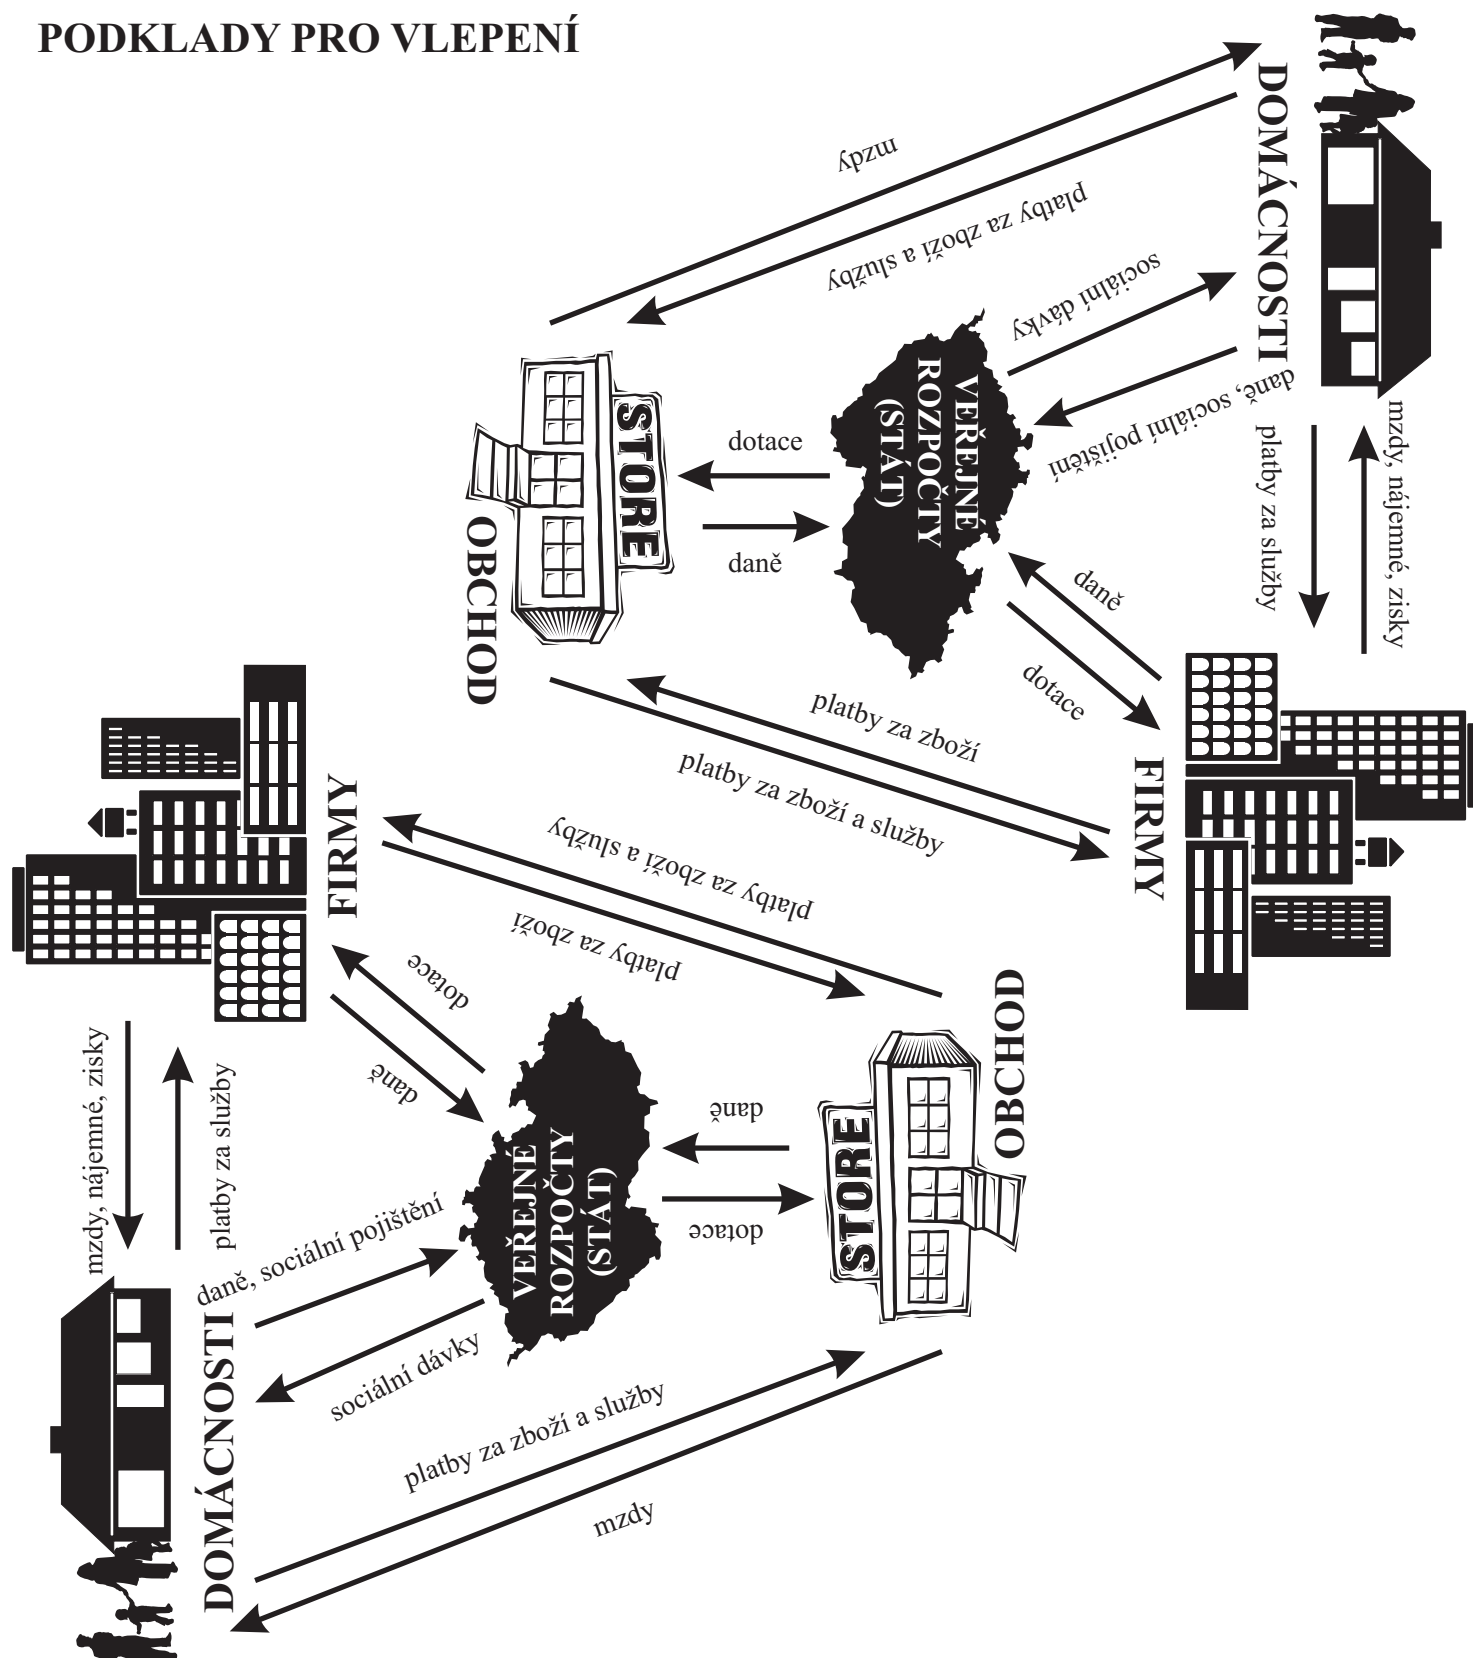 PODKLADY PRO VLEPENÍ
mzdy
platby za zboží a služby
DOMÁCNOSTI
sociální dávky
daně, sociální pojištění
VEŘEJNÉ
ROZPOČTY
(STÁT)
STORE
OBCHOD
dotace
daně
platby za služby
mzdy, nájemné, zisky
daně
dotace
platby za zboží
platby za zboží a služby
FIRMY
FIRMY
platby za zboží a služby
platby za zboží
dotace
daně
OBCHOD
STORE
daně
dotace
VEŘEJNÉ
ROZPOČTY
(STÁT)
mzdy, nájemné, zisky
platby za služby
daně, sociální pojištění
sociální dávky
DOMÁCNOSTI
platby za zboží a služby
mzdy